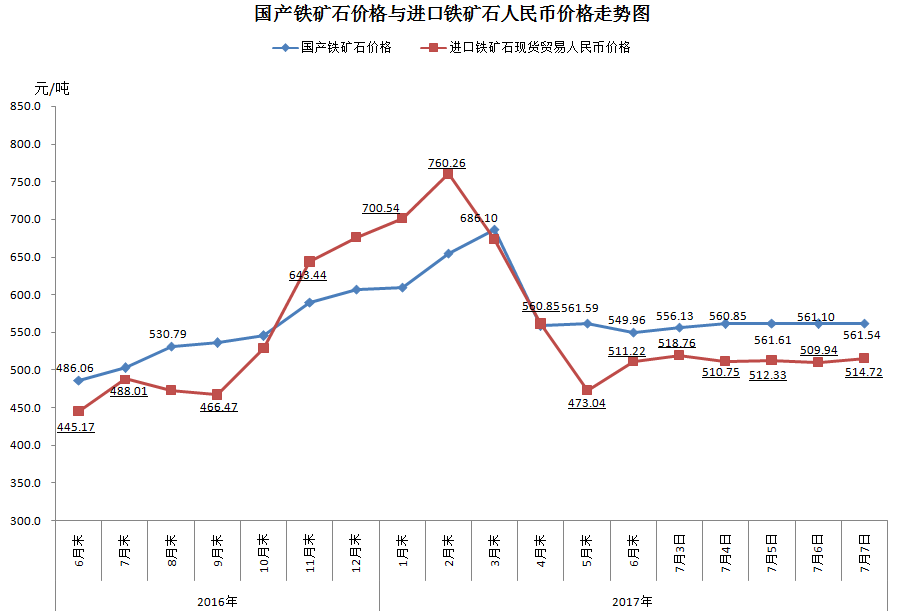 国产铁矿石价格与进口铁矿石人民币价格走势图
国产铁矿石价格
进口铁矿石现货贸易人民币价格
元/吨
850.0
800.0
750.0
700.0
650.0
600.0
550.0
500.0
450.0
400.0
350.0
300.0
486.06
445.17
488.01
530.79
466.47
643.44
700.54
760.26
686.10
560.85
561.59
473.04
549.96
511.22
556.13
518.76
560.85
510.75
561.61
512.33
561.10
509.94
561.54
514.72
6月末
7月末
8月末
9月末
10月末
11月末
12月末
1月末
2月末
3月末
4月末
5月末
6月末
7月3日
7月4日
7月5日
7月6日
7月7日
2016年
2017年